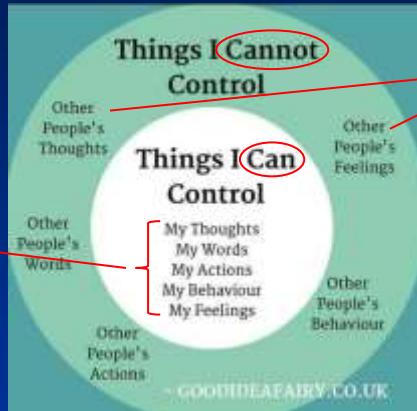 Things I Cannot
Control
Other
People's
Thoughts
Other
People's
Feelings
Things I Can
Control
My Thoughts
My Words
My Actions
My Behaviour
My Feelings
Other
People's
Words
Other
People's
Behaviour
Other
People's
Actions
~ GOODIDEAFAIRY.CO.UK